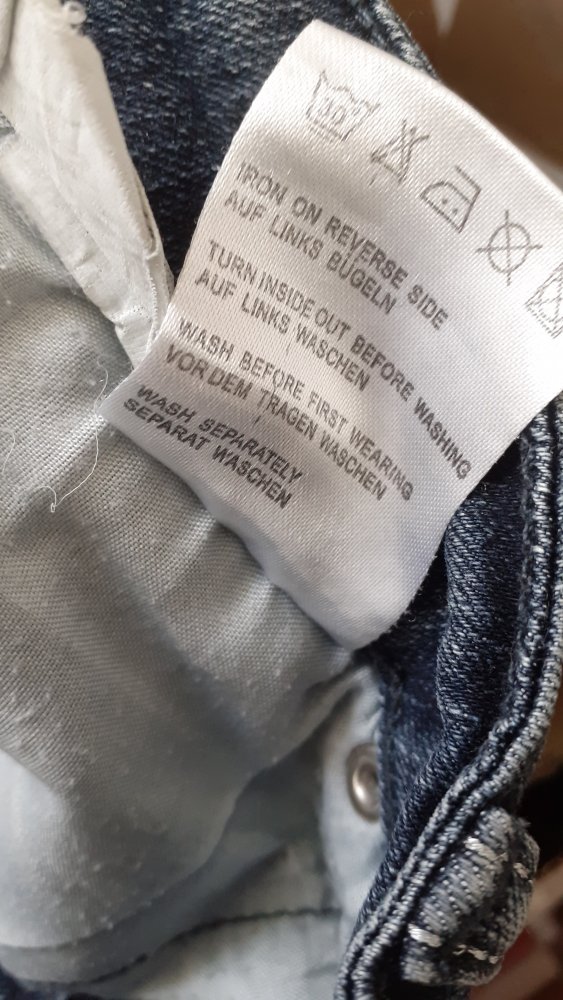 30°
IRON ON REVERSE SIDE
AUF LINKS BÜGELN
TURN INSIDE OUT BEFORE WASHING
AUF LINKS WASCHEN
WASH BEFORE FIRST WEARING
VOR DEM TRAGEN WASCHEN
WASH SEPARATELY
SEPARAT WASCHEN